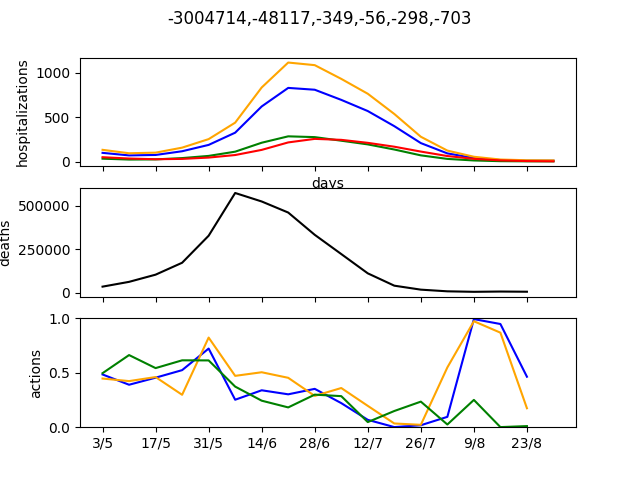 -3004714,-48117,-349,-56,-298,-703
hospitalizations
1000
500
0
days
deaths
500000
250000
0
actions
1.0
0.5
0.0
3/5 17/5 31/5 14/6 28/6 12/7 26/7 9/8 23/8